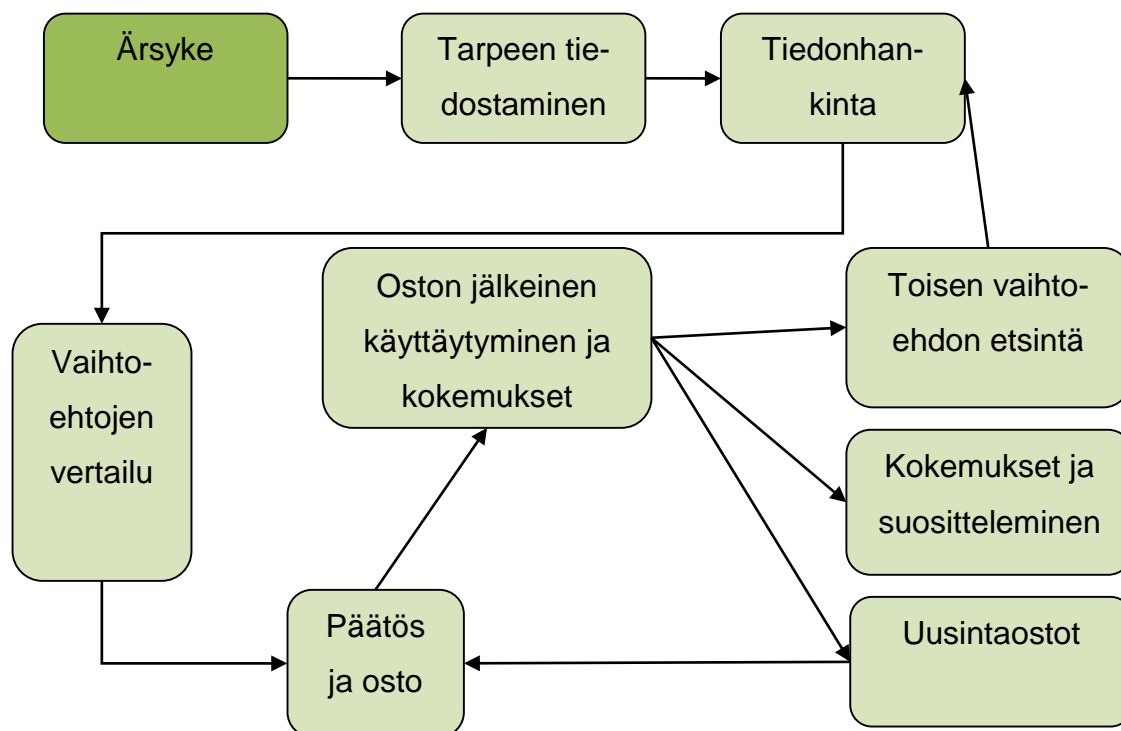 Ärsyke
Tarpeen tie-
dostaminen
Tiedonhan-
kinta
Oston jälkeinen
käyttäytyminen ja
kokemukset
Toisen vaihto-
ehdon etsintä
Vaihto-
ehtojen
vertailu
Kokemukset ja
suositteleminen
Päätös
ja osto
Uusintaostot